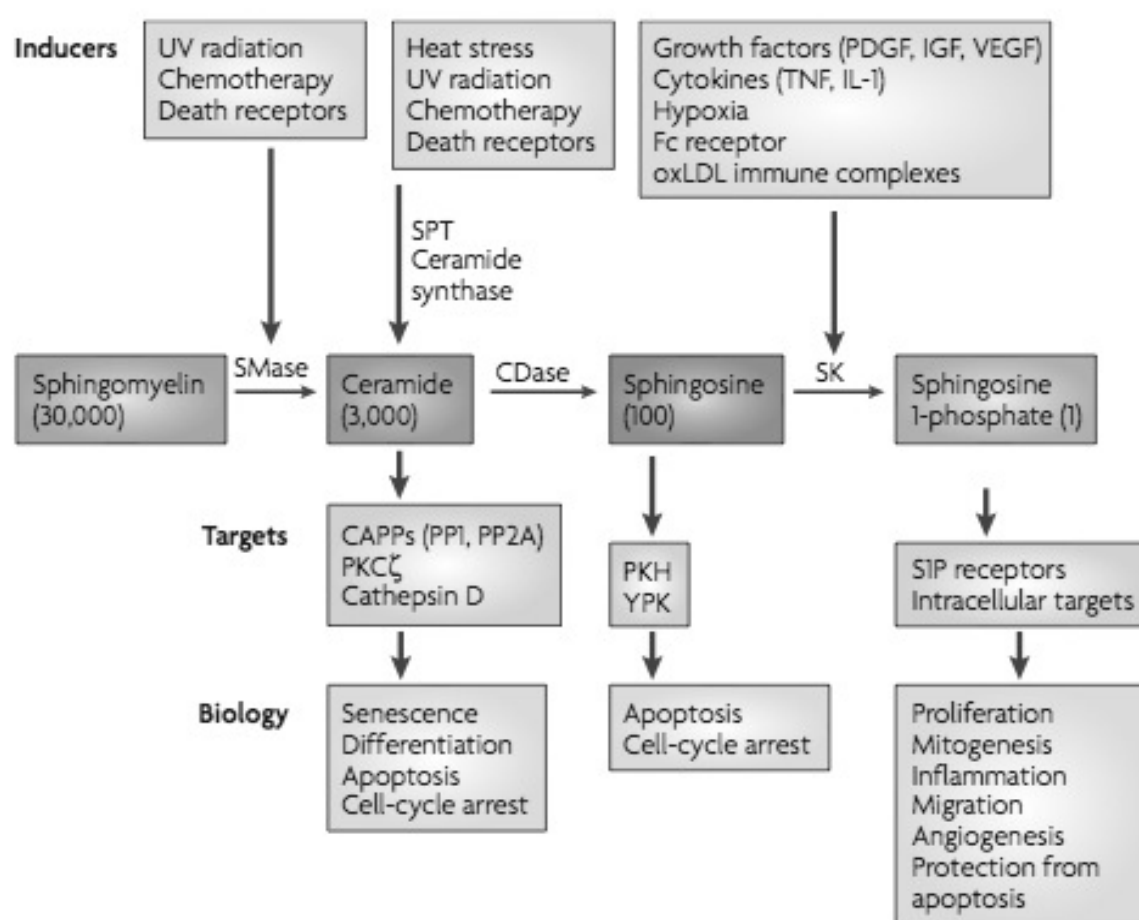 Inducers
UV radiation
Chemotherapy
Death receptors
Heat stress
UV radiation
Chemotherapy
Death receptors
Growth factors (PDGF, IGF, VEGF)
Cytokines (TNF, IL-1)
Hypoxia
Fc receptor
oxLDL immune complexes
SPT
Ceramide
synthase
Sphingomyelin
(30,000)
SMase
Ceramide
(3,000)
CDase
Sphingosine
(100)
SK
Sphingosine
1-phosphate (1)
Targets
CAPPs (PP1, PP2A)
PKCζ
Cathepsin D
PKH
YPK
S1P receptors
Intracellular targets
Biology
Senescence
Differentiation
Apoptosis
Cell-cycle arrest
Apoptosis
Cell-cycle arrest
Proliferation
Mitogenesis
Inflammation
Migration
Angiogenesis
Protection from
apoptosis